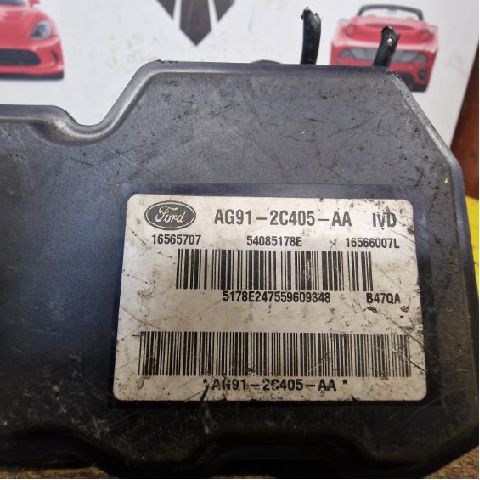 Ford AG91-2C405-AA IVD
16565707 54085178E 16566007L
5178E247559609348 B47QA
*AG91-2C405-AA*